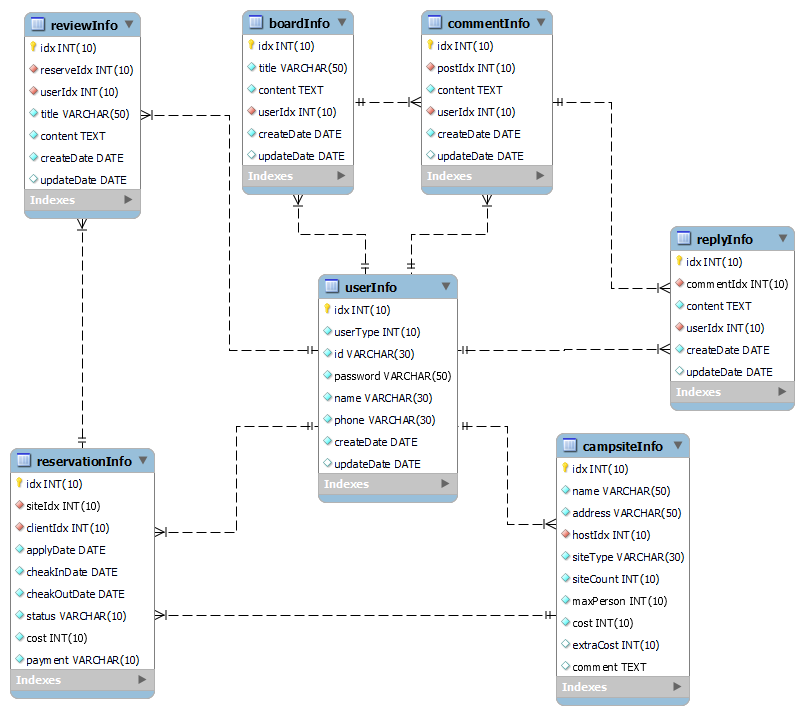 reviewInfo
idx INT(10)
reserveIdx INT(10)
userIdx INT(10)
title VARCHAR(50)
content TEXT
createDate DATE
updateDate DATE
Indexes
boardInfo
idx INT(10)
title VARCHAR(50)
content TEXT
userIdx INT(10)
createDate DATE
updateDate DATE
Indexes
commentInfo
idx INT(10)
postIdx INT(10)
content TEXT
userIdx INT(10)
createDate DATE
updateDate DATE
Indexes
replyInfo
idx INT(10)
commentIdx INT(10)
content TEXT
userIdx INT(10)
createDate DATE
updateDate DATE
Indexes
userInfo
idx INT(10)
userType INT(10)
id VARCHAR(30)
password VARCHAR(50)
name VARCHAR(30)
phone VARCHAR(30)
createDate DATE
updateDate DATE
Indexes
reservationInfo
idx INT(10)
siteIdx INT(10)
clientIdx INT(10)
applyDate DATE
cheakInDate DATE
cheakOutDate DATE
status VARCHAR(10)
cost INT(10)
payment VARCHAR(10)
Indexes
campsiteInfo
idx INT(10)
name VARCHAR(50)
address VARCHAR(50)
hostIdx INT(10)
siteType VARCHAR(30)
siteCount INT(10)
maxPerson INT(10)
cost INT(10)
extraCost INT(10)
comment TEXT
Indexes